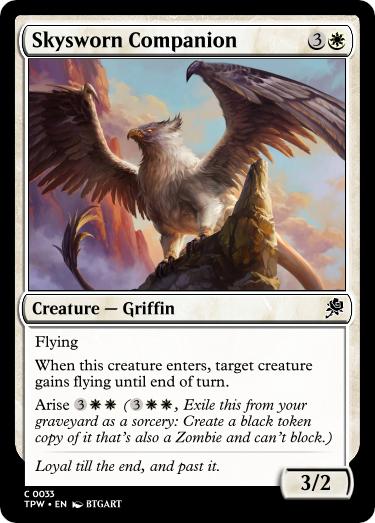 Skysworn Companion 3
Creature — Griffin
Flying
When this creature enters, target creature
gains flying until end of turn.
Arise 3 (3, Exile this from your
graveyard as a sorcery: Create a black token
copy of it that's also a Zombie and can't block.)
Loyal till the end, and past it.
3/2
C 0033
TPW • EN BTGART